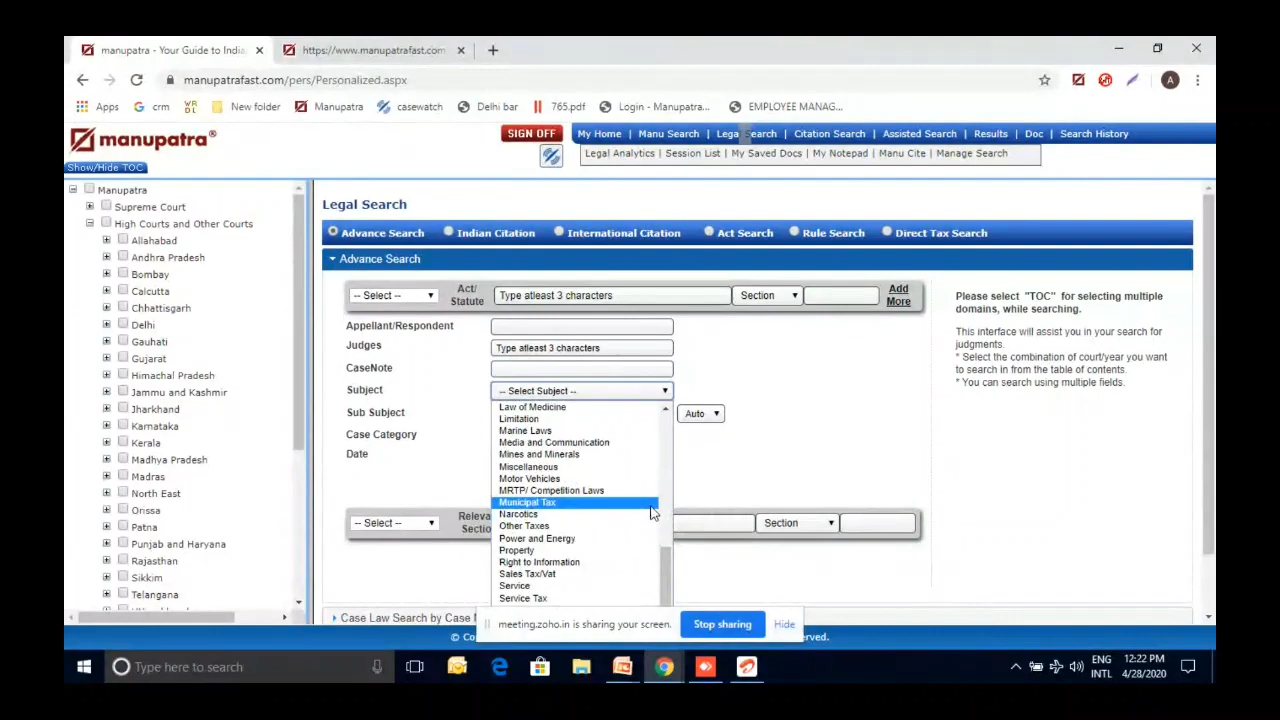 manupatra - Your Guide to India
https://www.manupatrafast.com
manupatrafast.com/pers/Personalized.aspx
A
Apps
crm
New folder
Manupatra
casewatch
Delhi bar
765.pdf
Login - Manupatra...
EMPLOYEE MANAG...
manupatra®
SIGN OFF
My Home | Manu Search | Legal Search | Citation Search | Assisted Search | Results | Doc | Search History
Legal Analytics | Session List | My Saved Docs | My Notepad | Manu Cite | Manage Search
Show/Hide TOC
Manupatra
Supreme Court
High Courts and Other Courts
Allahabad
Andhra Pradesh
Bombay
Calcutta
Chhattisgarh
Delhi
Gauhati
Gujarat
Himachal Pradesh
Jammu and Kashmir
Jharkhand
Karnataka
Kerala
Madhya Pradesh
Madras
North East
Orissa
Patna
Punjab and Haryana
Rajasthan
Sikkim
Telangana
Legal Search
Advance Search
Indian Citation
International Citation
Act Search
Rule Search
Direct Tax Search
Advance Search
-- Select --
Act/
Statute
Type atleast 3 characters
Section
Add
More
Appellant/Respondent
Judges
Type atleast 3 characters
CaseNote
Subject
-- Select Subject --
Sub Subject
Auto
Case Category
Date
Law of Medicine
Limitation
Marine Laws
Media and Communication
Mines and Minerals
Miscellaneous
Motor Vehicles
MRTP/ Competition Laws
Municipal Tax
Narcotics
Other Taxes
Power and Energy
Property
Right to Information
Sales Tax/Vat
Service
Service Tax
-- Select --
Section
Please select "TOC" for selecting multiple
domains, while searching.
This interface will assist you in your search for
judgments.
* Select the combination of court/year you want
to search in from the table of contents.
* You can search using multiple fields.
Case Law Search by Case
meeting.zoho.in is sharing your screen.
Stop sharing
Hide
Type here to search
ENG
INTL
12:22 PM
4/28/2020